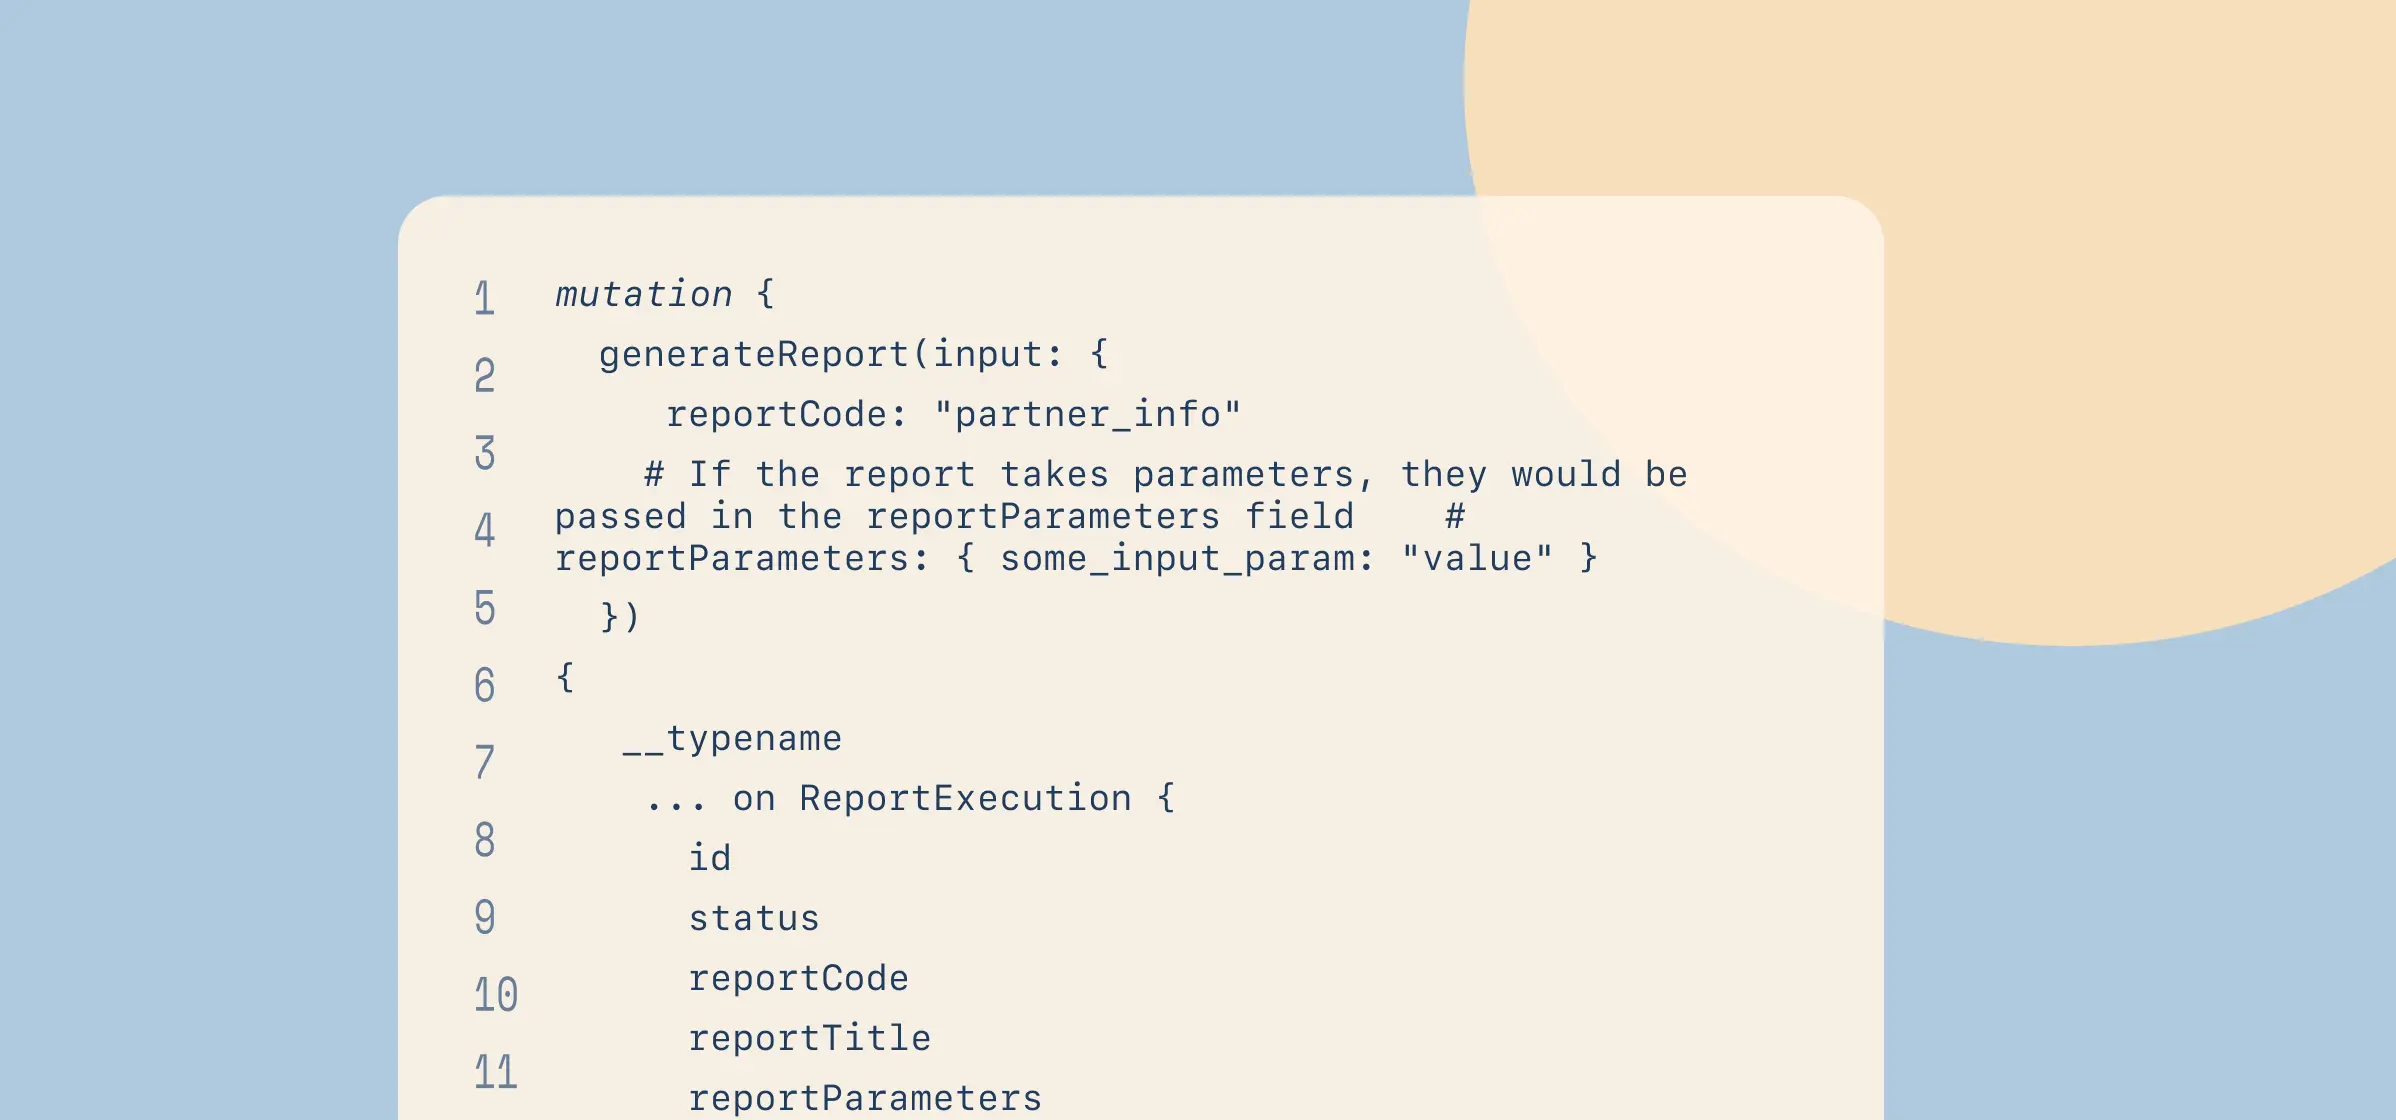 1 mutation {
2 generateReport(input: {
reportCode: "partner_info"
3 # If the report takes parameters, they would be
4 passed in the reportParameters field #
reportParameters: { some_input_param: "value" }
5 })
6 {
7 __typename
... on ReportExecution {
8 id
9 status
10 reportCode
reportTitle
11 reportParameters